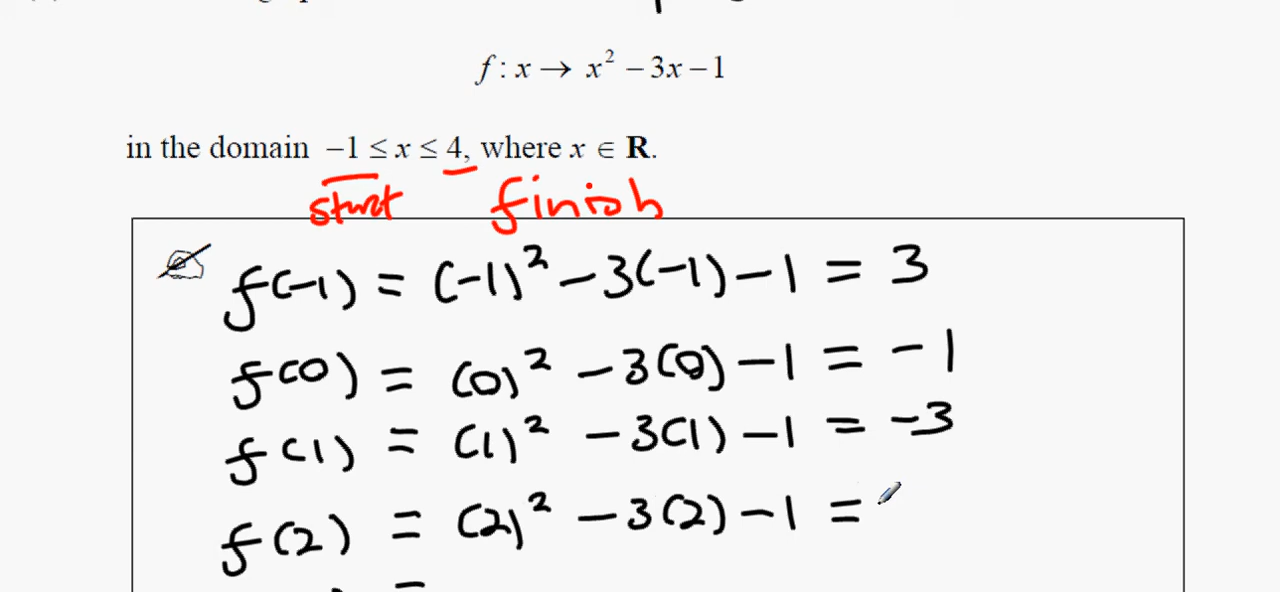 f : x → x² − 3x − 1
in the domain −1 ≤ x ≤ 4, where x ∈ R.
start finish
f(-1) = (-1)² - 3(-1) - 1 = 3
f(0) = (0)² - 3(0) - 1 = -1
f(1) = (1)² - 3(1) - 1 = -3
f(2) = (2)² - 3(2) - 1 =
=